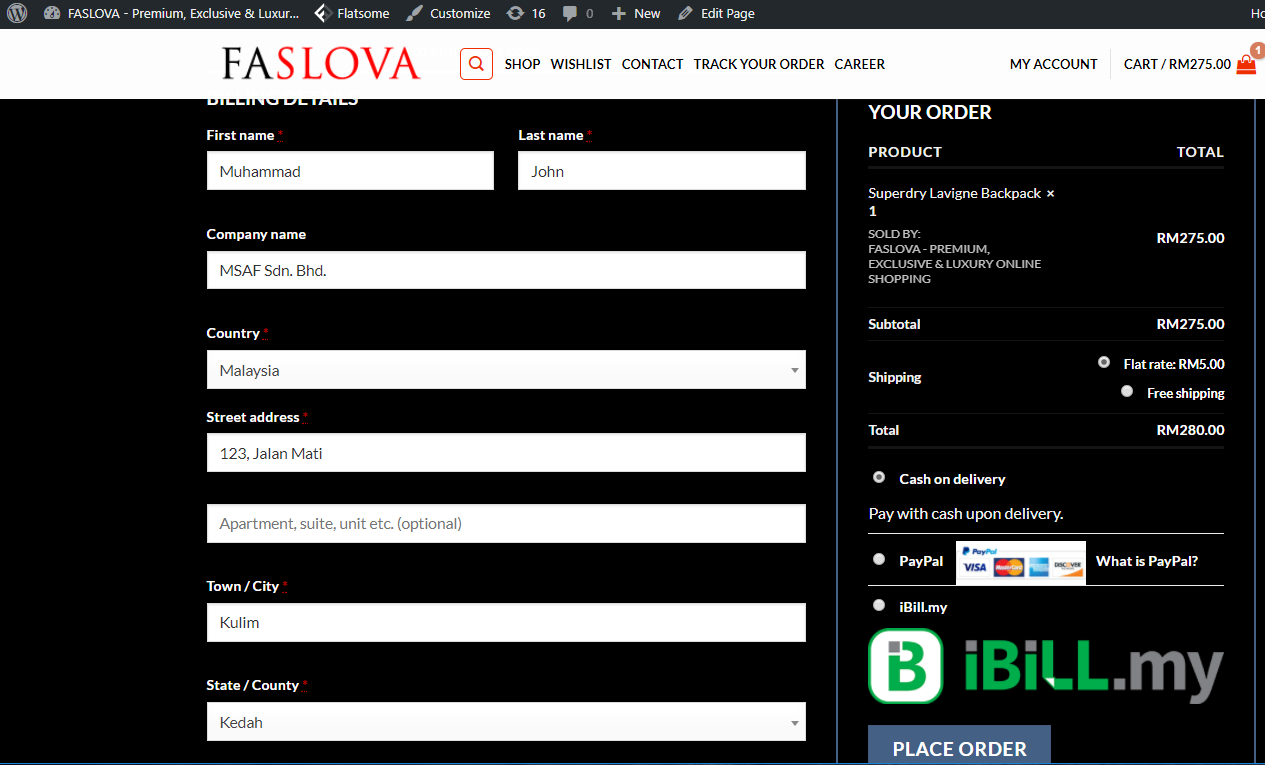 FASLOVA - Premium, Exclusive & Luxur... Flatsome Customize 16 0 New Edit Page Ho
FASLOVA SHOP WISHLIST CONTACT TRACK YOUR ORDER CAREER MY ACCOUNT CART / RM275.00 1
BILLING DETAILS
First name * Last name *
Muhammad John
Company name
MSAF Sdn. Bhd.
Country *
Malaysia
Street address *
123, Jalan Mati
Apartment, suite, unit etc. (optional)
Town / City *
Kulim
State / County *
Kedah
YOUR ORDER
PRODUCT TOTAL
Superdry Lavigne Backpack ×
1
SOLD BY:
FASLOVA - PREMIUM,
EXCLUSIVE & LUXURY ONLINE
SHOPPING
RM275.00
Subtotal RM275.00
Shipping
Flat rate: RM5.00
Free shipping
Total RM280.00
Cash on delivery
Pay with cash upon delivery.
PayPal PayPal VISA MasterCard DISCOVER What is PayPal?
iBill.my
B iBiLL.my
PLACE ORDER